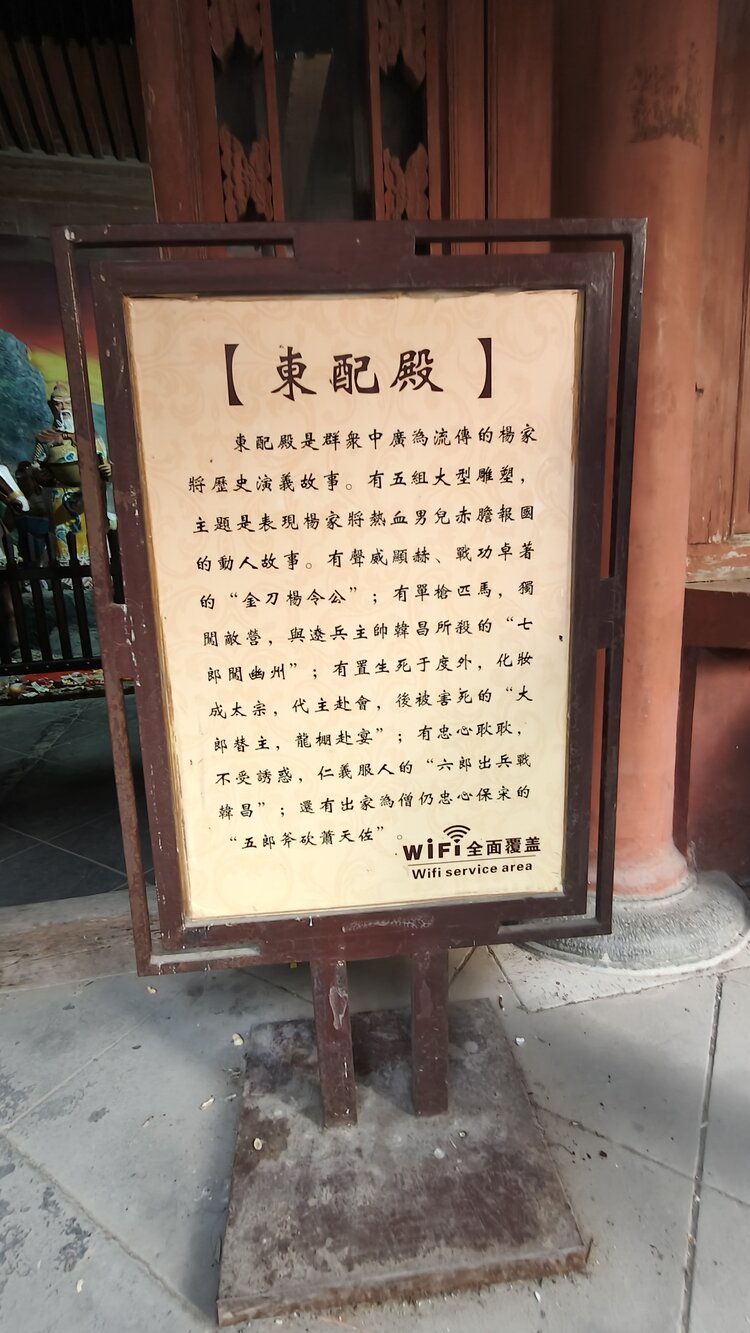 【東配殿】
東配殿是群衆中廣為流傳的楊家
將歷史演義故事。有五組大型雕塑，
主題是表現楊家將熱血男兒赤膽報國
的動人故事。有聲威顯赫、戰功卓著
的“金刀楊令公”；有單槍匹馬，獨
闖敵營，與遼兵主帥韓昌所殺的“七
郎闖幽州”；有置生死于度外，化妝
成太宗，代主赴會，後被害死的“大
郎替主，龍棚赴宴”；有忠心耿耿，
不受誘惑，仁義服人的“六郎出兵戰
韓昌”；還有出家為僧仍忠心保宋的
“五郎斧砍蕭天佐”。
WiFi全面覆盖
Wifi service area